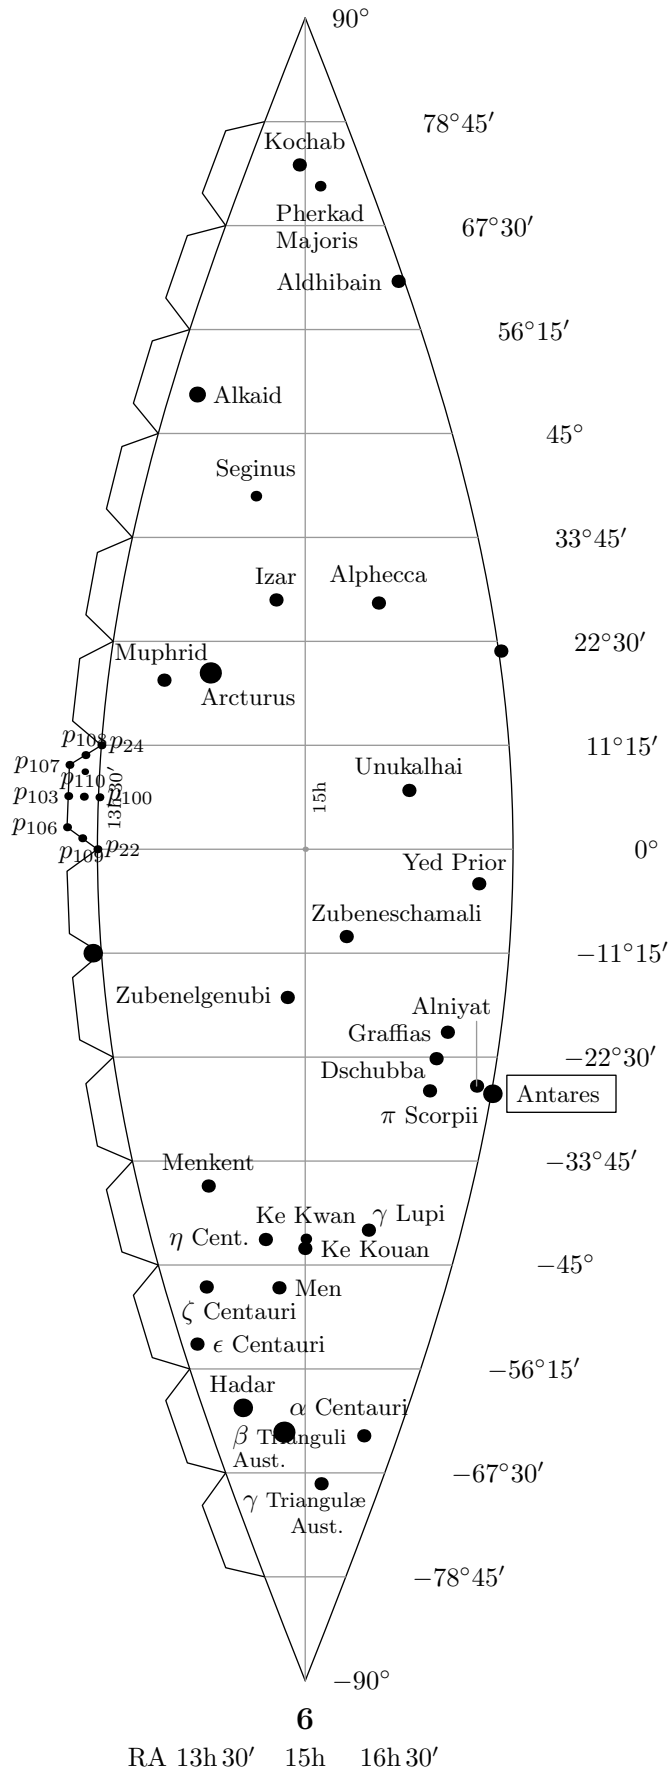 90°
78°45′
Kochab
Pherkad
Majoris
67°30′
Aldhibain
56°15′
Alkaid
45°
Seginus
33°45′
Izar
Alphecca
22°30′
Muphrid
Arcturus
p108
p24
11°15′
p107
p110
Unukalhai
p103
p100
13h 30′
15h
p106
p109
p22
0°
Yed Prior
Zubeneschamali
−11°15′
Zubenelgenubi
Alniyat
Graffias
−22°30′
Dschubba
Antares
π Scorpii
Menkent
−33°45′
Ke Kwan
γ Lupi
η Cent.
Ke Kouan
−45°
Men
ζ Centauri
ϵ Centauri
−56°15′
Hadar
α Centauri
β Trianguli
Aust.
−67°30′
γ Triangulæ
Aust.
−78°45′
−90°
6
RA 13h 30′ 15h 16h 30′